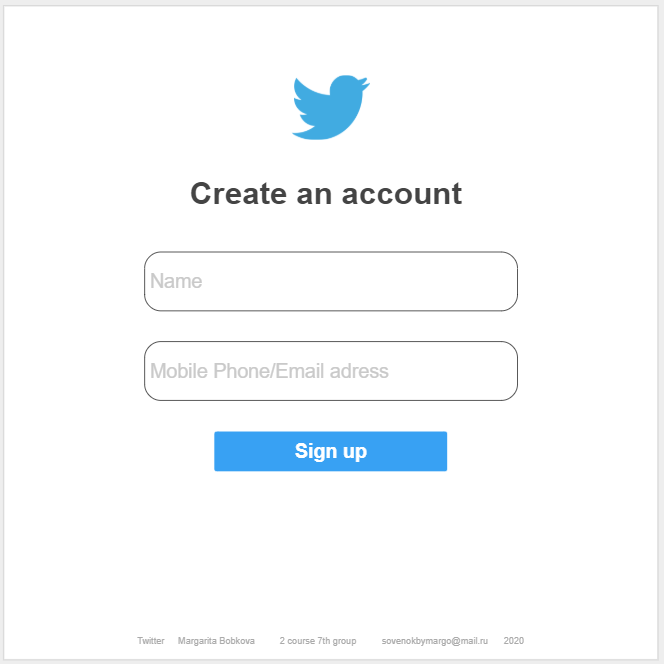 Create an account
Name
Mobile Phone/Email adress
Sign up
Twitter Margarita Bobkova 2 course 7th group sovenokbymargo@mail.ru 2020